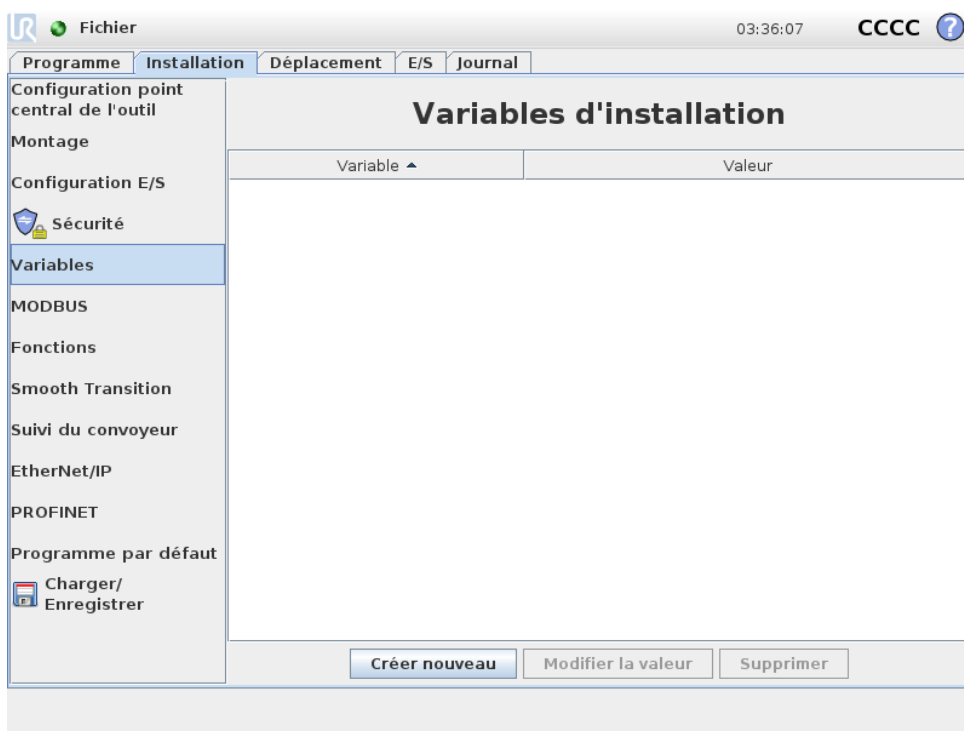 UR Fichier 03:36:07 CCCC ?
Programme Installation Déplacement E/S Journal
Configuration point
central de l'outil
Montage
Configuration E/S
Sécurité
Variables
MODBUS
Fonctions
Smooth Transition
Suivi du convoyeur
EtherNet/IP
PROFINET
Programme par défaut
Charger/
Enregistrer
Variables d'installation
Variable Valeur
Créer nouveau Modifier la valeur Supprimer